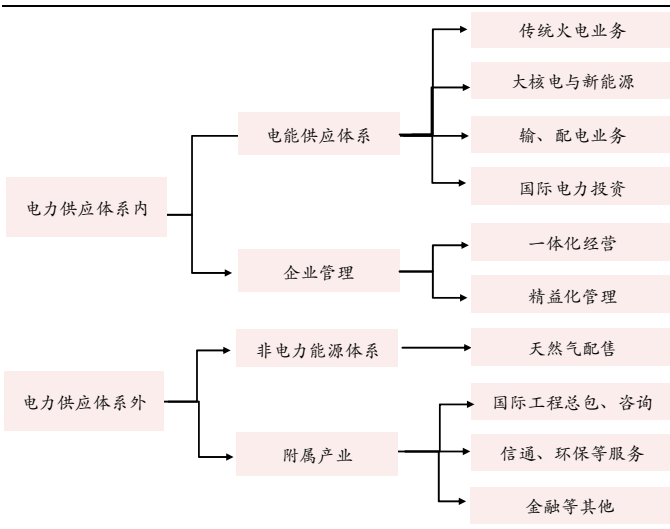 传统火电业务
大核电与新能源
电能供应体系
输、配电业务
国际电力投资
电力供应体系内
一体化经营
企业管理
精益化管理
非电力能源体系
天然气配售
电力供应体系外
国际工程总包、咨询
附属产业
信通、环保等服务
金融等其他